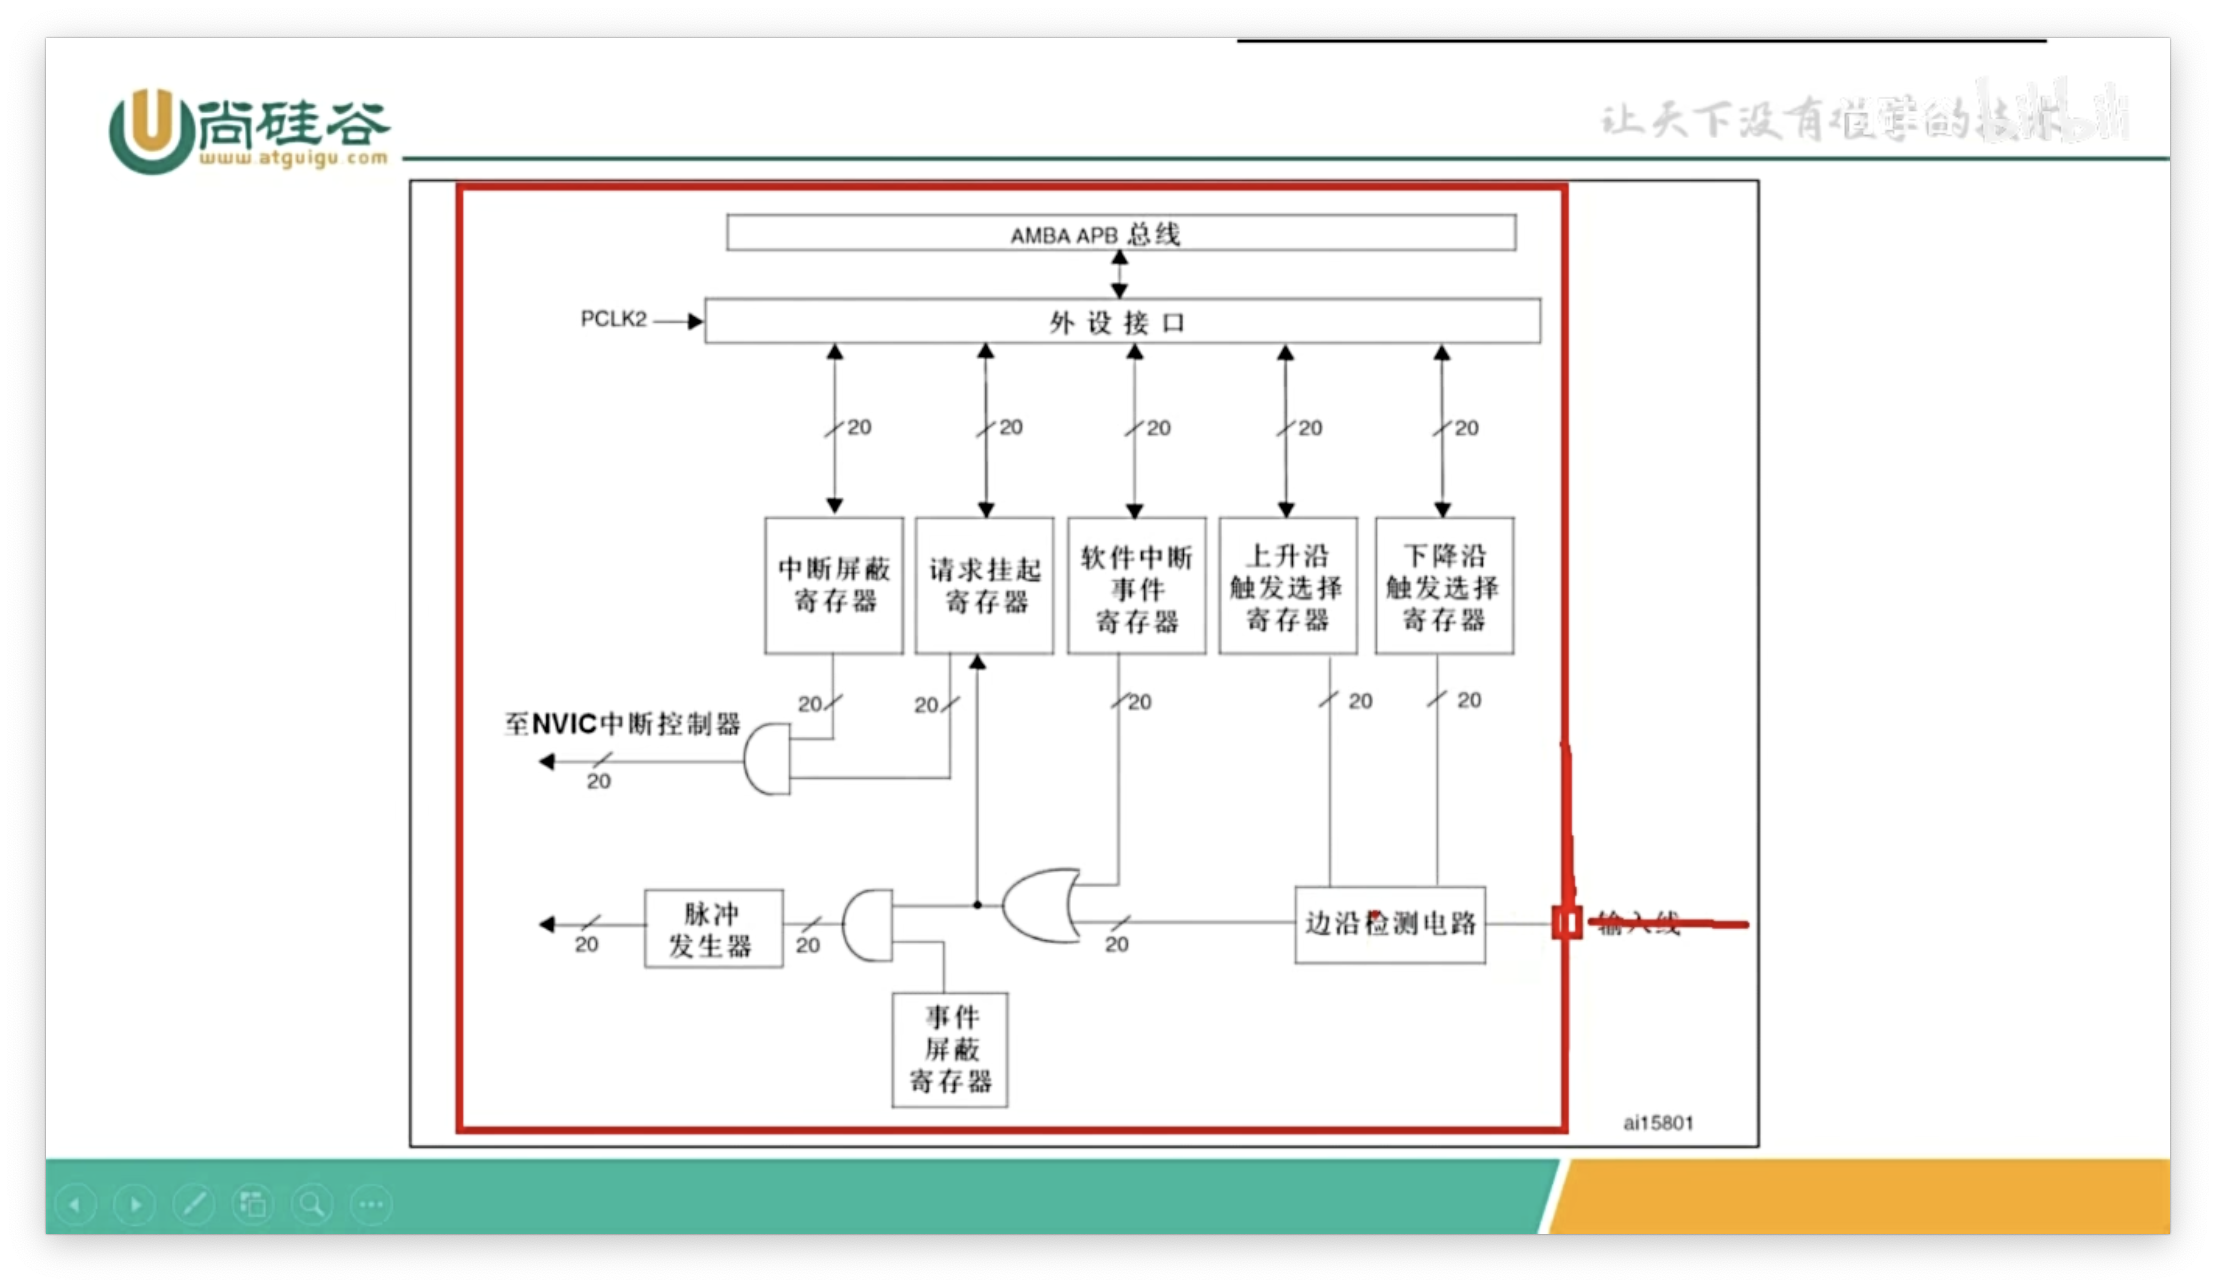 尚硅谷
www.atguigu.com
让天下没有
的技术
AMBA APB 总线
PCLK2
外设接口
20
20
20
20
20
中断屏蔽
寄存器
请求挂起
寄存器
软件中断
事件
寄存器
上升沿
触发选择
寄存器
下降沿
触发选择
寄存器
20
20
20
20
20
至NVIC中断控制器
20
脉冲
发生器
边沿检测电路
输入线
20
20
20
事件
屏蔽
寄存器
ai15801